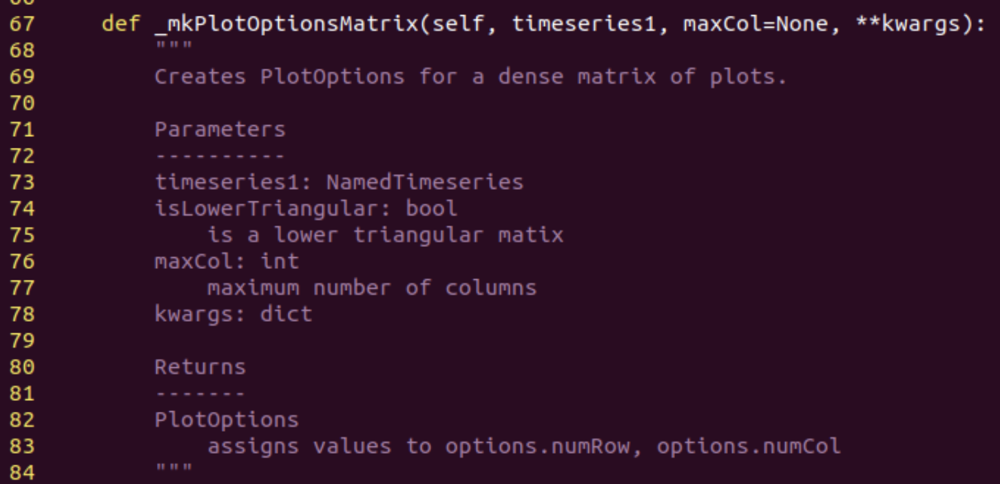 66
67 def _mkPlotOptionsMatrix(self, timeseries1, maxCol=None, **kwargs):
68 """
69 Creates PlotOptions for a dense matrix of plots.
70
71 Parameters
72 ----------
73 timeseries1: NamedTimeseries
74 isLowerTriangular: bool
75 is a lower triangular matix
76 maxCol: int
77 maximum number of columns
78 kwargs: dict
79
80 Returns
81 -------
82 PlotOptions
83 assigns values to options.numRow, options.numCol
84 """